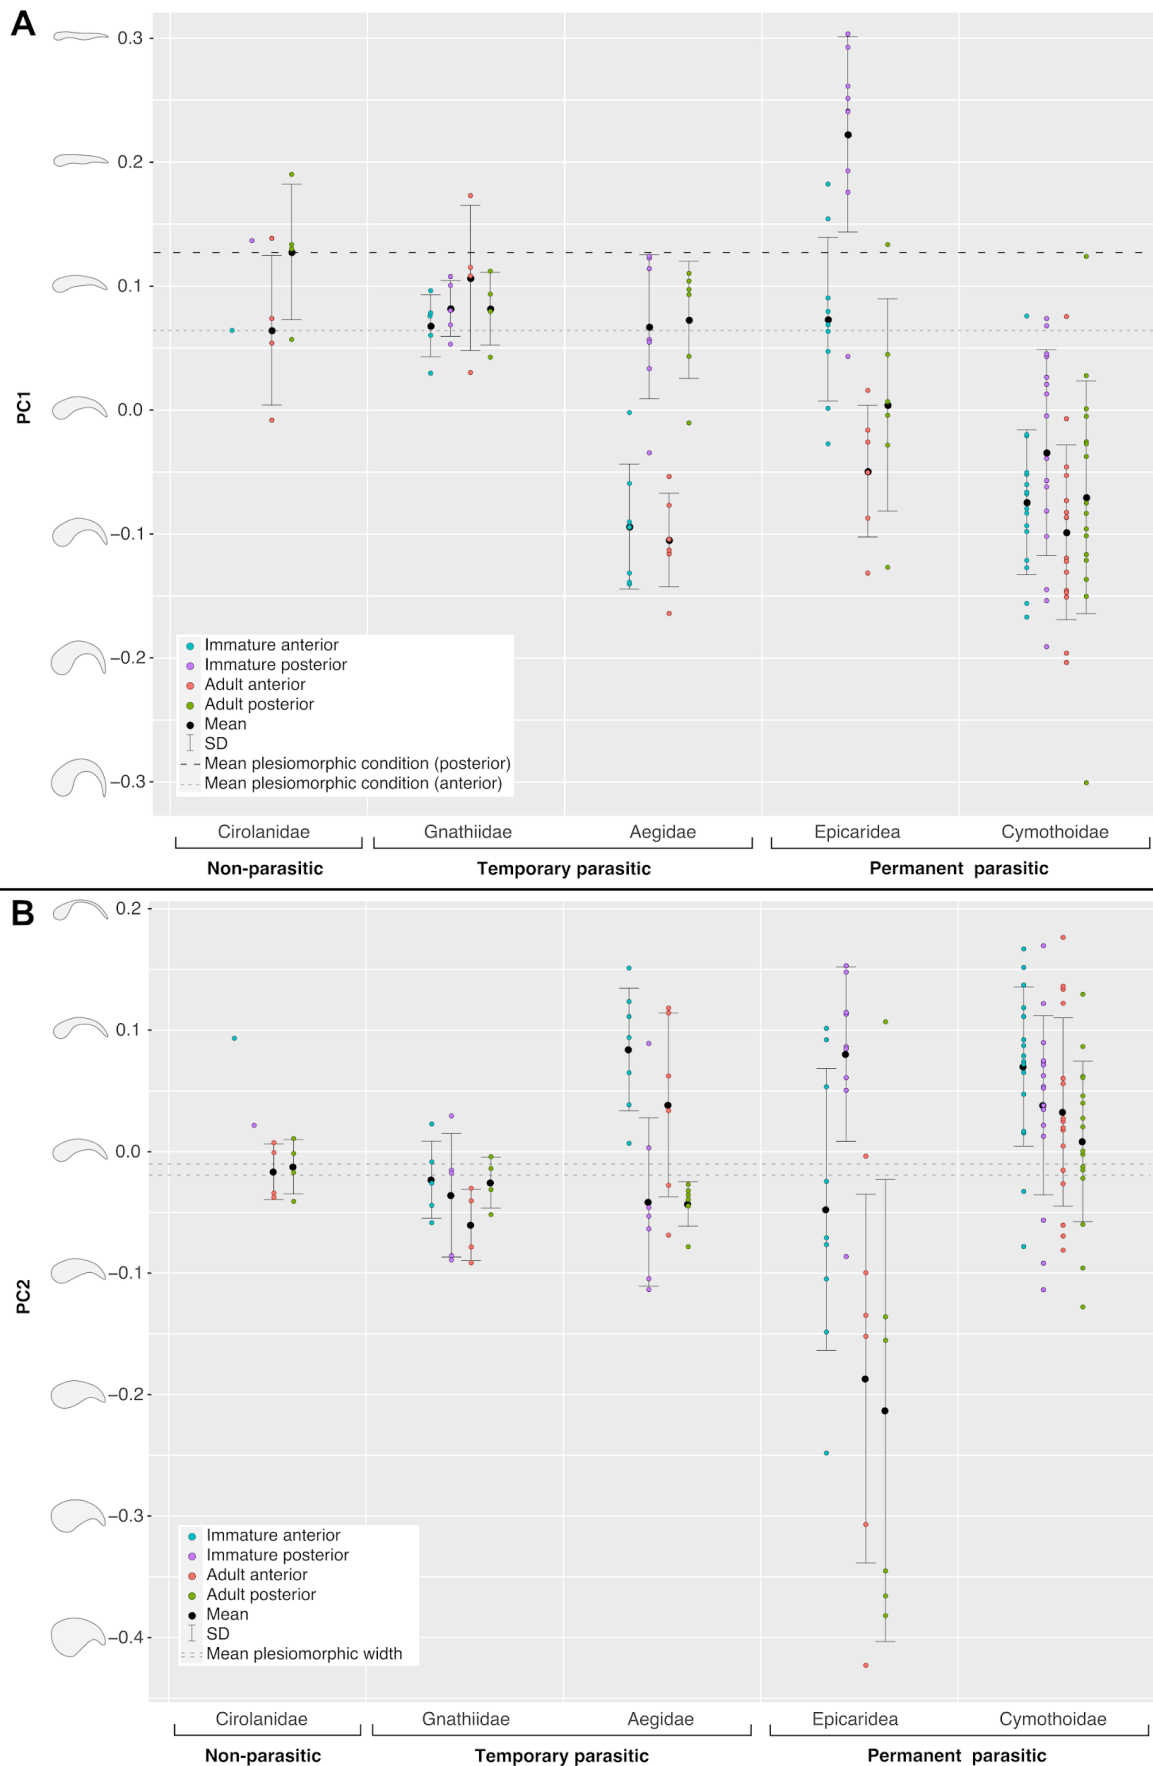 A
0.3
0.2
0.1
0.0
−0.1
−0.2
−0.3
PC1
Immature anterior
Immature posterior
Adult anterior
Adult posterior
Mean
SD
Mean plesiomorphic condition (posterior)
Mean plesiomorphic condition (anterior)
Cirolanidae Gnathiidae Aegidae Epicaridea Cymothoidae
Non-parasitic Temporary parasitic Permanent parasitic
B
0.2
0.1
0.0
−0.1
−0.2
−0.3
−0.4
PC2
Immature anterior
Immature posterior
Adult anterior
Adult posterior
Mean
SD
Mean plesiomorphic width
Cirolanidae Gnathiidae Aegidae Epicaridea Cymothoidae
Non-parasitic Temporary parasitic Permanent parasitic